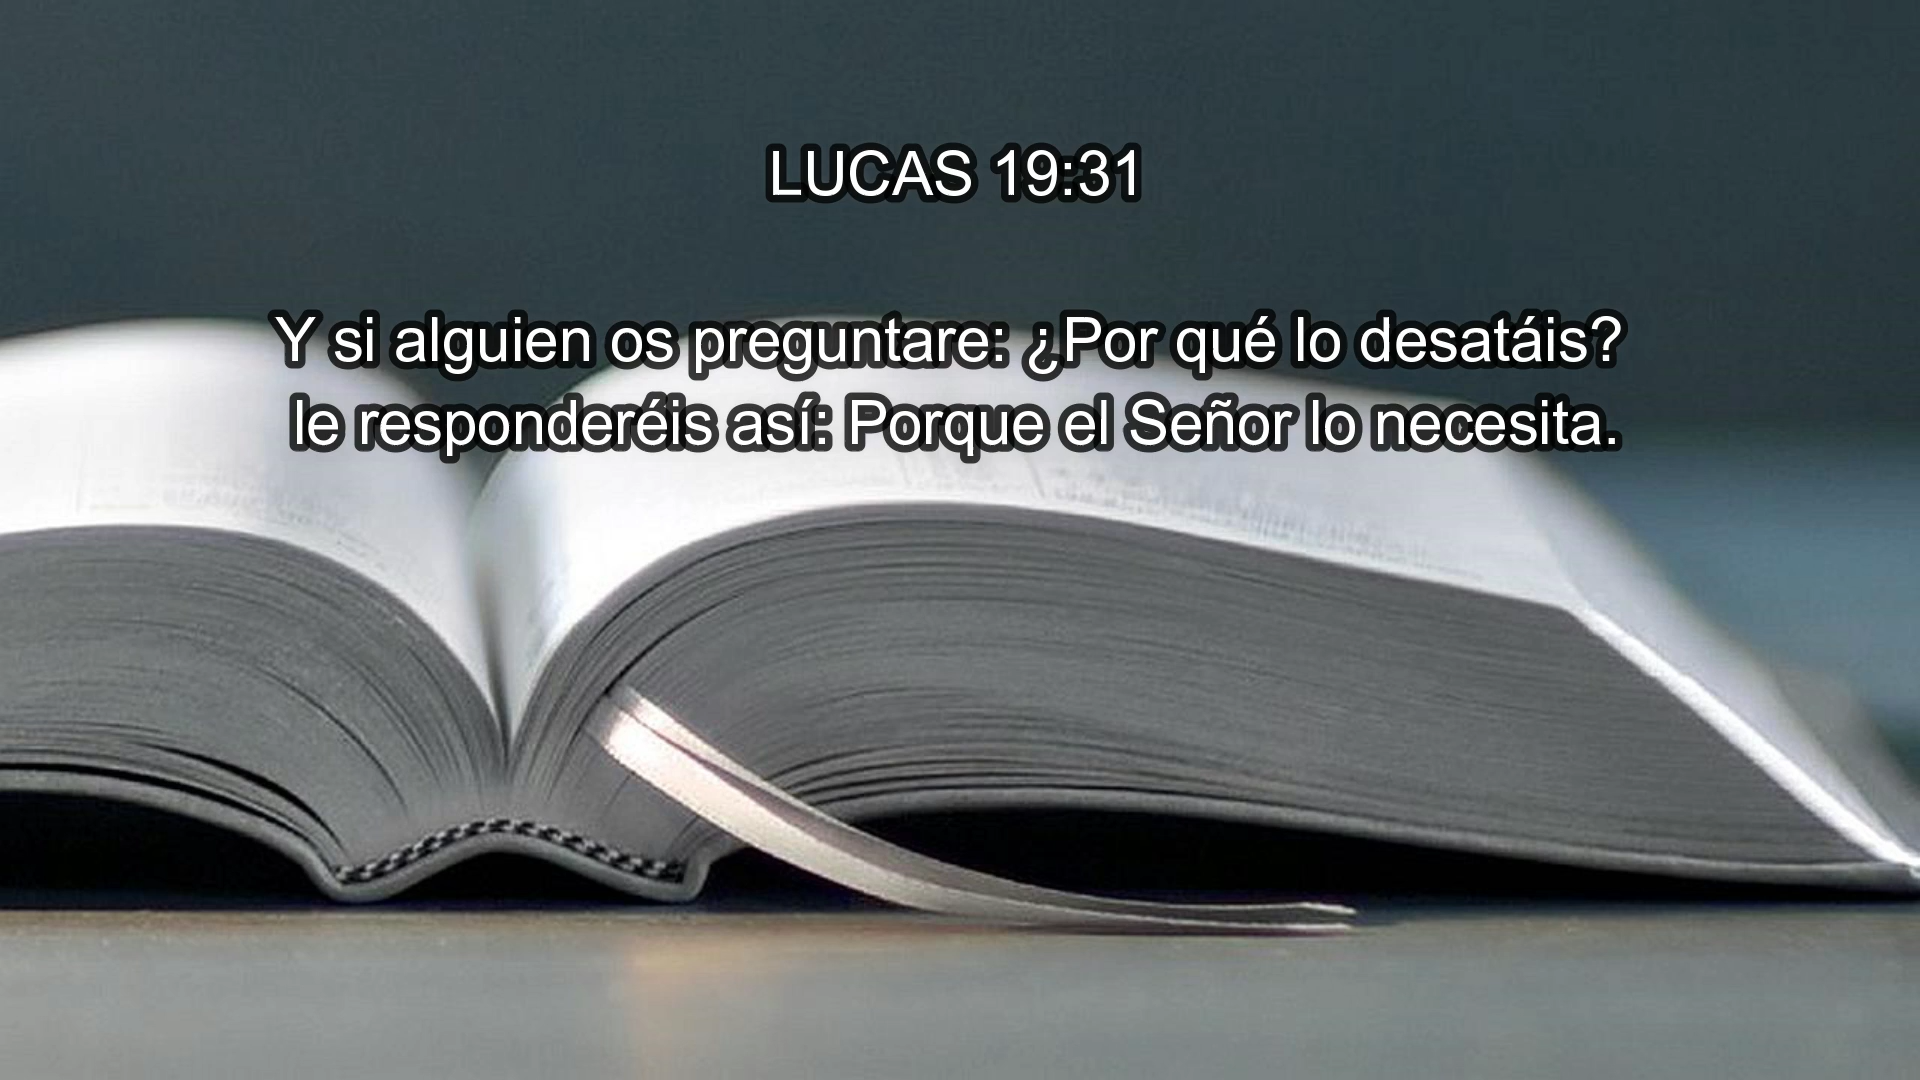 LUCAS 19:31
Y si alguien os preguntare: ¿Por qué lo desatáis?
le responderéis así: Porque el Señor lo necesita.